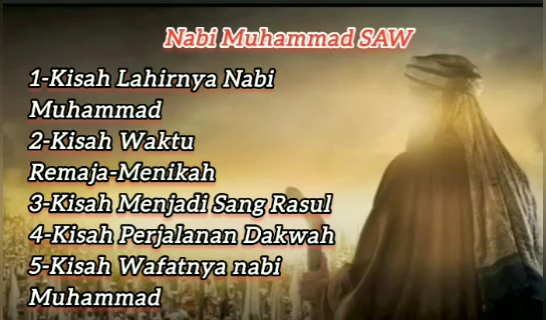 Nabi Muhammad SAW
1-Kisah Lahirnya Nabi
Muhammad
2-Kisah Waktu
Remaja-Menikah
3-Kisah Menjadi Sang Rasul
4-Kisah Perjalanan Dakwah
5-Kisah Wafatnya nabi
Muhammad